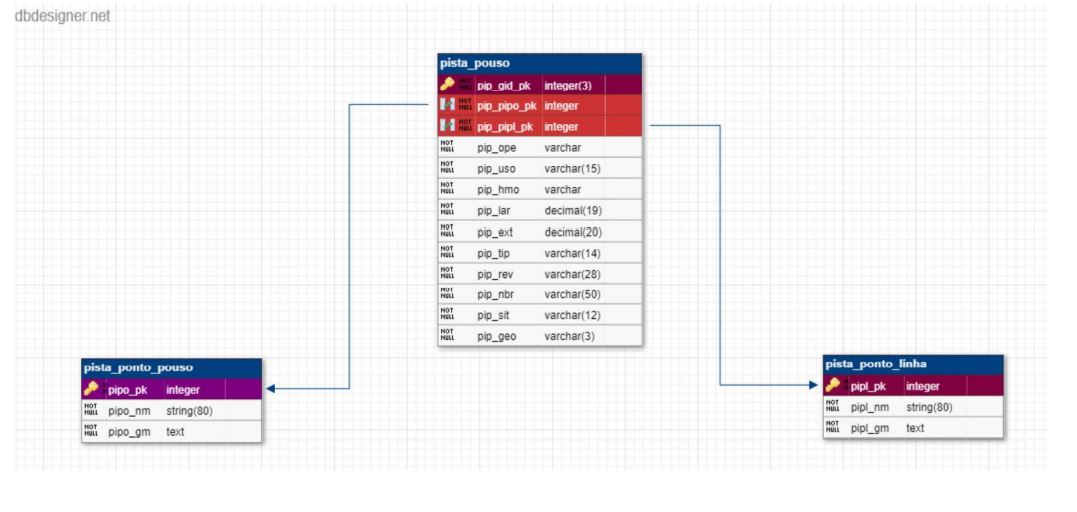 dbdesigner.net
pista_pouso
NOT NULL pip_gid_pk integer(3)
NOT NULL pip_pipo_pk integer
NOT NULL pip_pipl_pk integer
NOT NULL pip_ope varchar
NOT NULL pip_uso varchar(15)
NOT NULL pip_hmo varchar
NOT NULL pip_lar decimal(19)
NOT NULL pip_ext decimal(20)
NOT NULL pip_tip varchar(14)
NOT NULL pip_rev varchar(28)
NOT NULL pip_nbr varchar(50)
NOT NULL pip_sit varchar(12)
NOT NULL pip_geo varchar(3)
pista_ponto_pouso
pipo_pk integer
NOT NULL pipo_nm string(80)
NOT NULL pipo_gm text
pista_ponto_linha
pipl_pk integer
NOT NULL pipl_nm string(80)
NOT NULL pipl_gm text